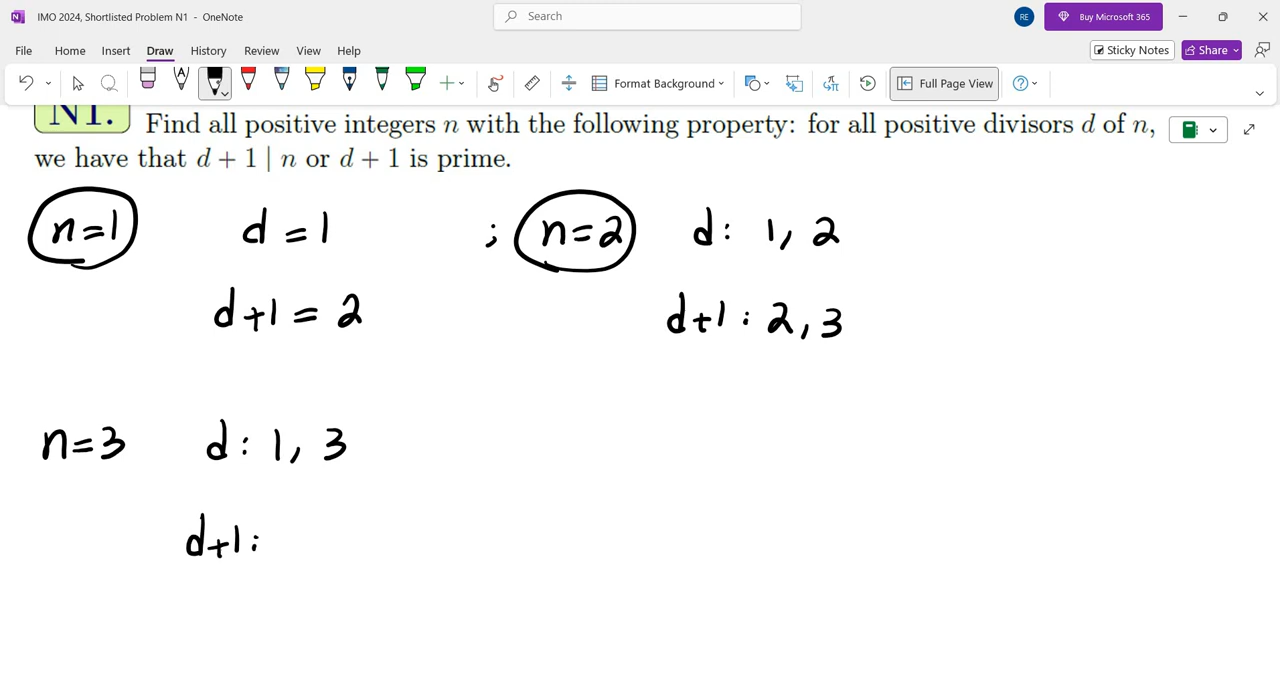 IMO 2024, Shortlisted Problem N1 - OneNote
Search
RE
Buy Microsoft 365
File Home Insert Draw History Review View Help
Sticky Notes
Share
Format Background
Full Page View
N1. Find all positive integers n with the following property: for all positive divisors d of n,
we have that d + 1 | n or d + 1 is prime.
n=1 d = 1 ; n=2 d: 1, 2
d+1 = 2 d+1 : 2, 3
n=3 d: 1, 3
d+1 :